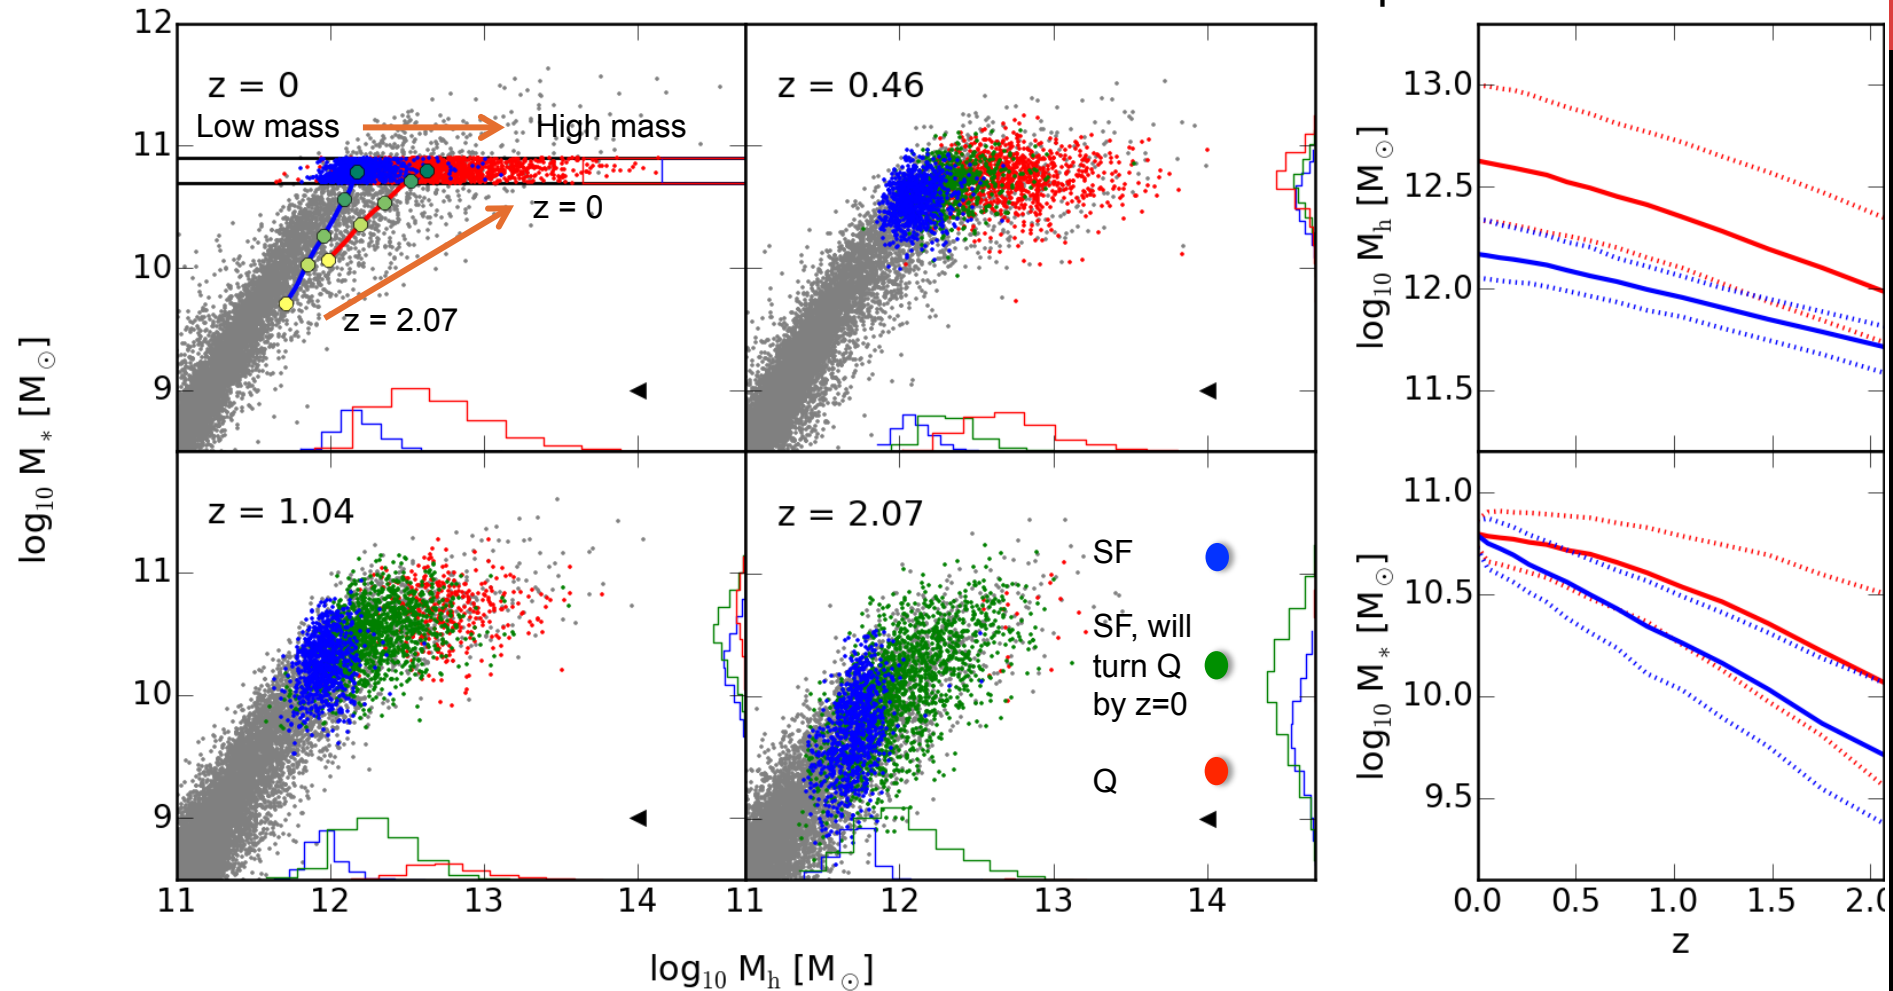 12
11
10
9
z = 0
Low mass
High mass
z = 0
z = 2.07
z = 0.46
13.0
12.5
12.0
11.5
log₁₀ Mₕ [M☉]
log₁₀ M* [M☉]
11
10
9
z = 1.04
z = 2.07
SF
SF, will
turn Q
by z=0
Q
11.0
10.5
10.0
9.5
log₁₀ M* [M☉]
11
12
13
14
11
12
13
14
0.0
0.5
1.0
1.5
z
log₁₀ Mₕ [M☉]